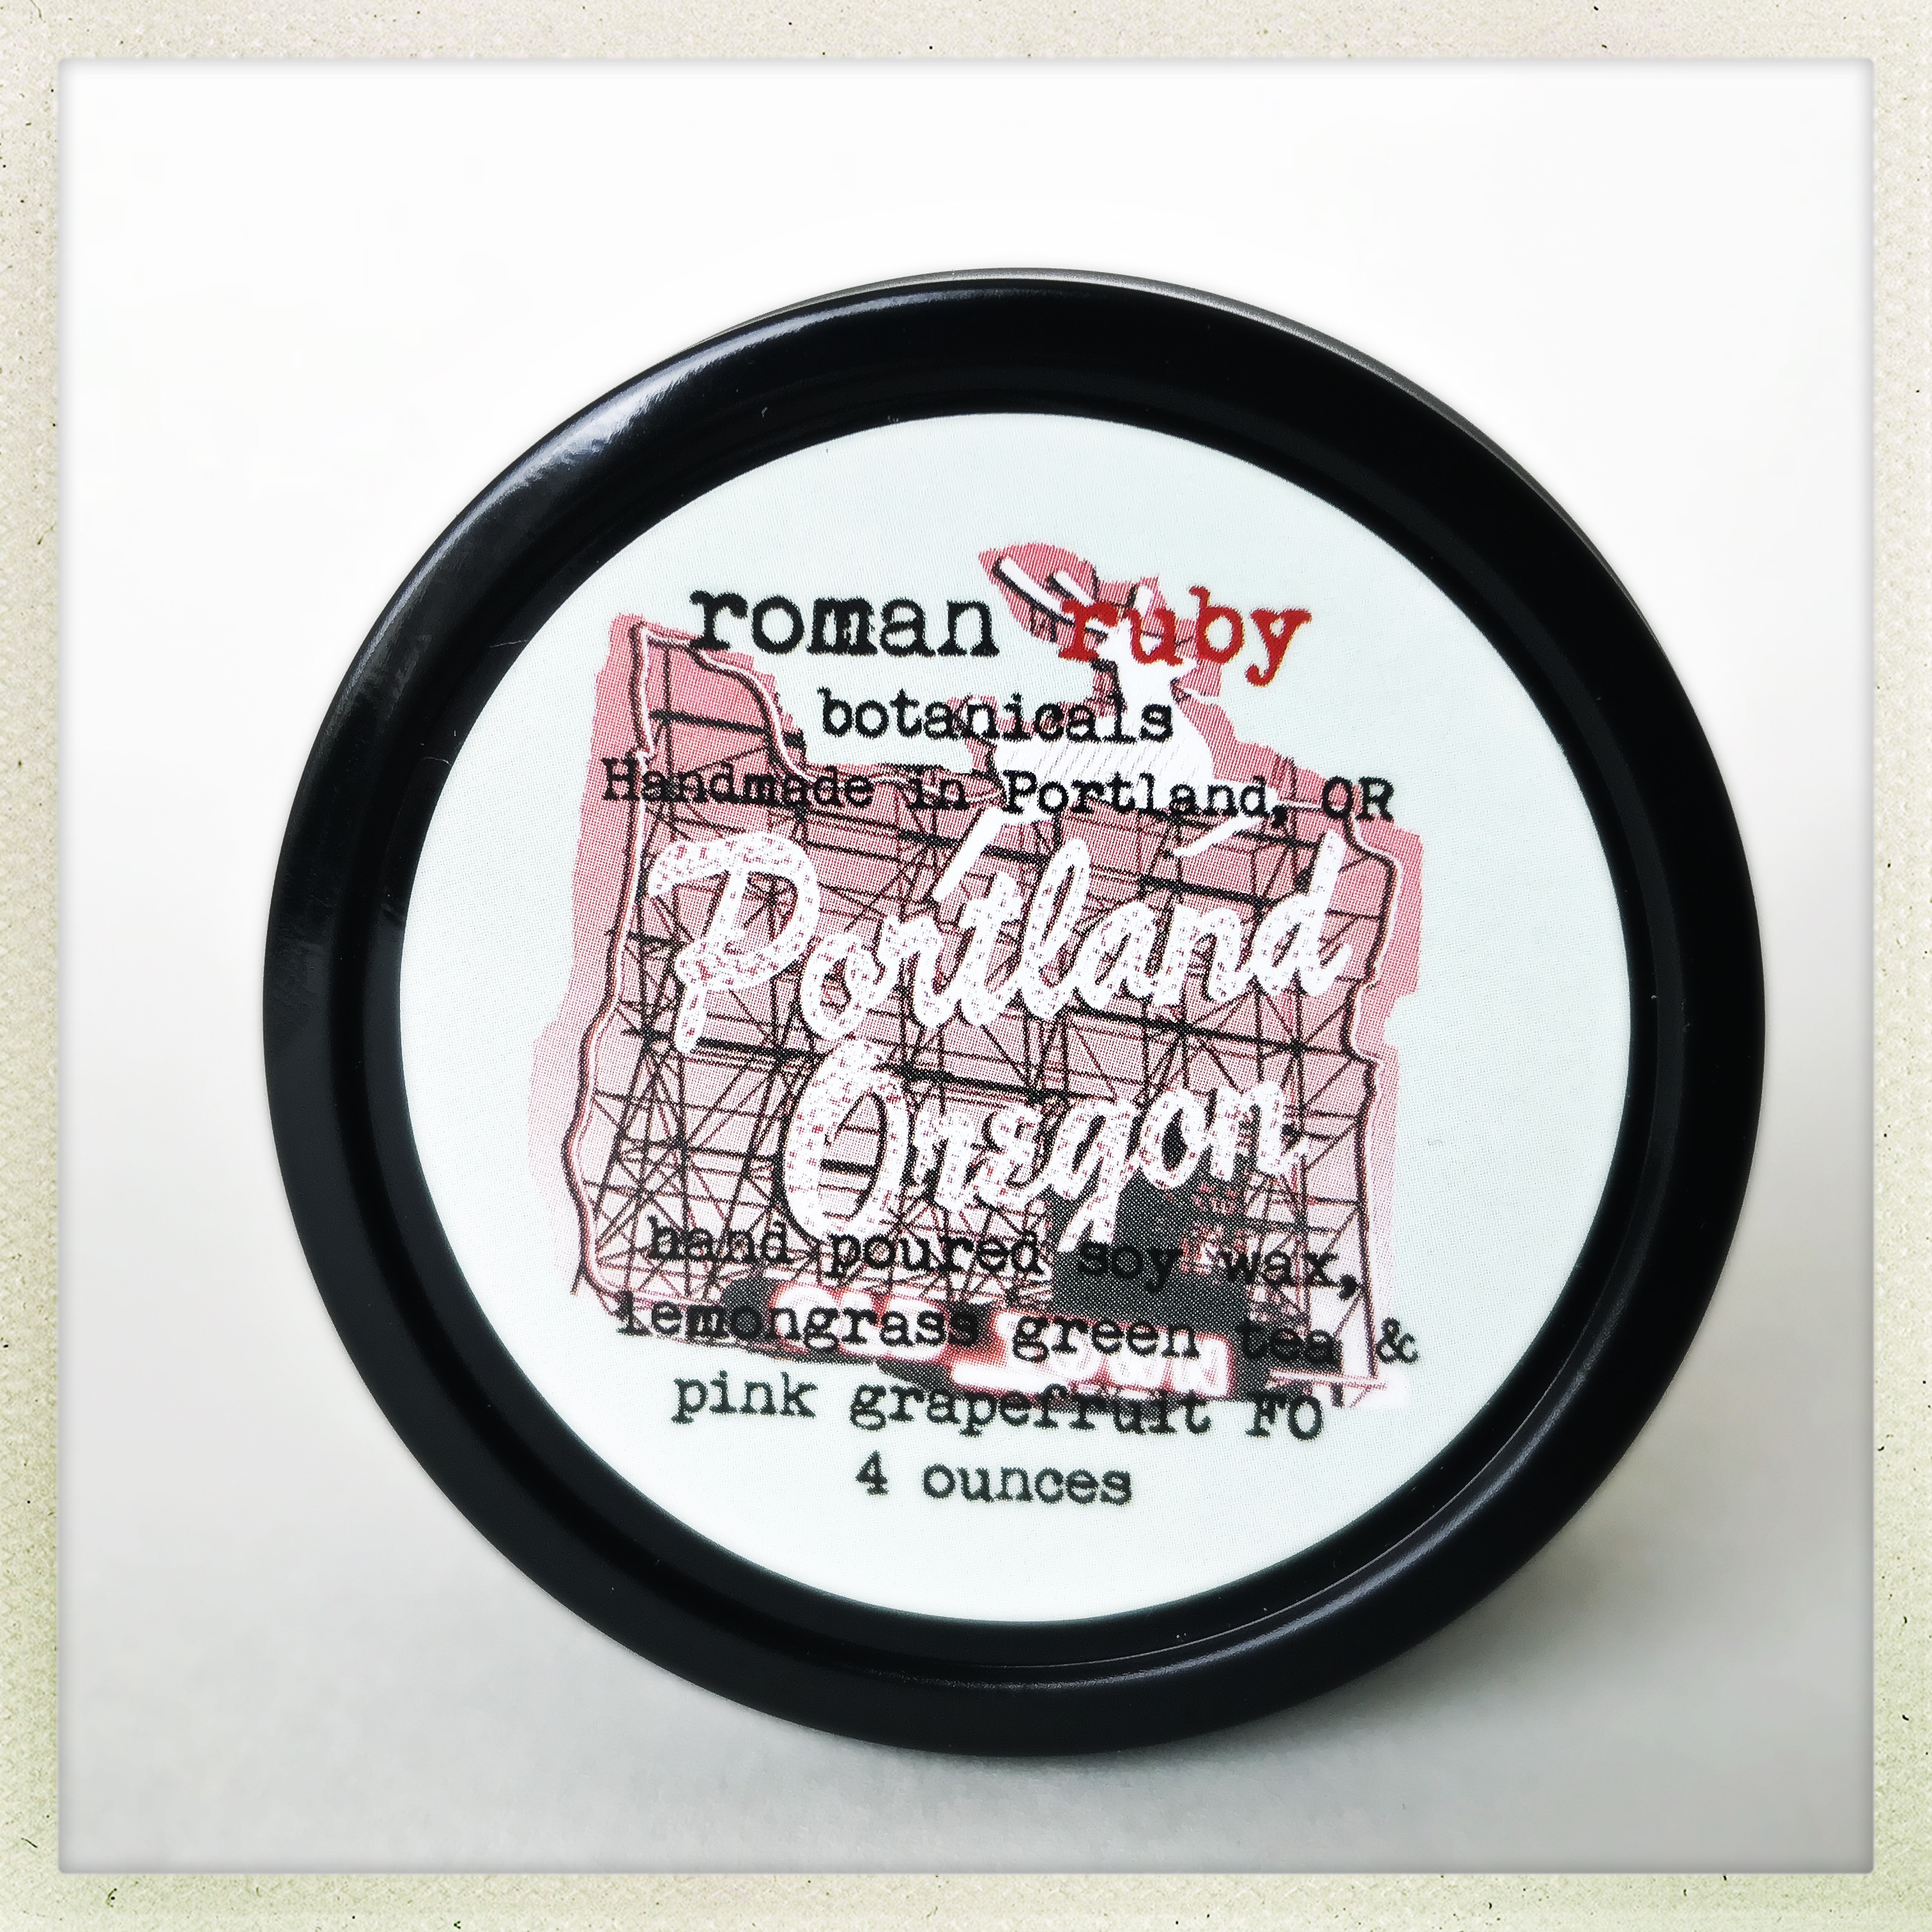 roman ruby
botanicals
Handmade in Portland, OR
Portland
Oregon
hand poured soy wax,
lemongrass green tea &
pink grapefruit FO
4 ounces